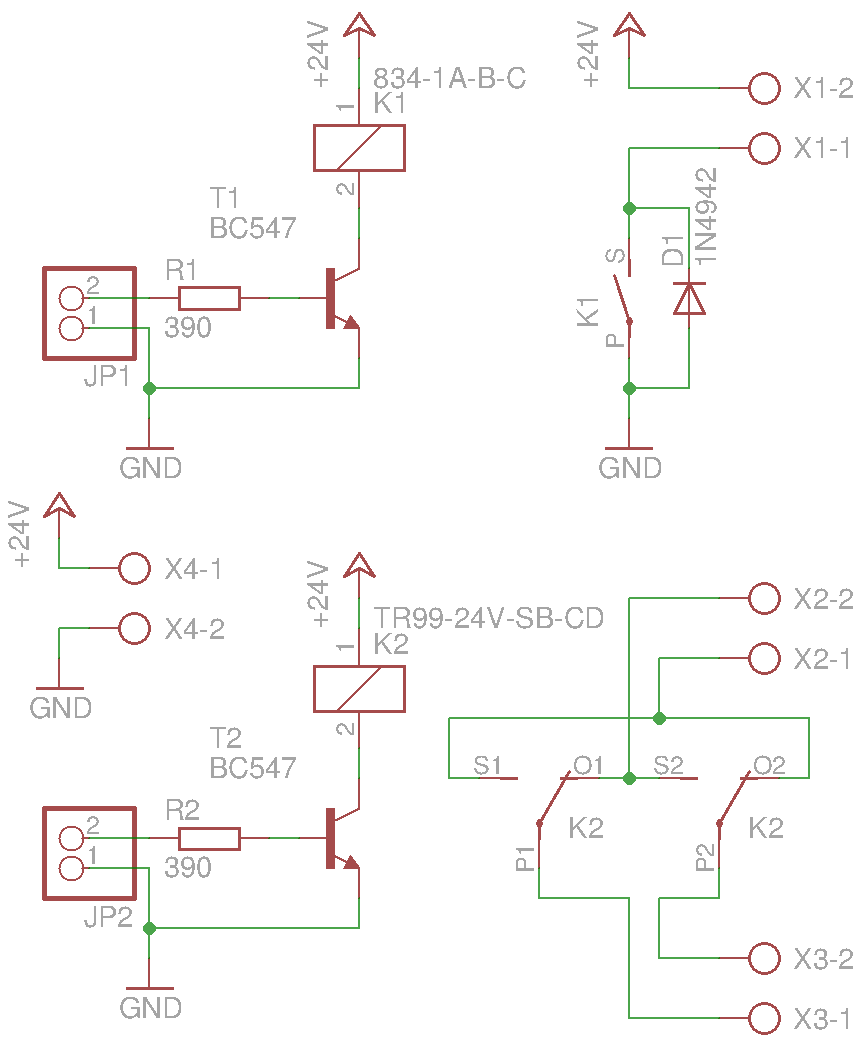 +24V
834-1A-B-C
1
K1
2
T1
BC547
R1
390
2
1
JP1
GND
+24V
X1-2
X1-1
1N4942
D1
S
K1
P
GND
+24V
X4-1
X4-2
GND
+24V
TR99-24V-SB-CD
1
K2
2
T2
BC547
R2
390
2
1
JP2
GND
X2-2
X2-1
S1
O1
S2
O2
K2
K2
P1
P2
X3-2
X3-1